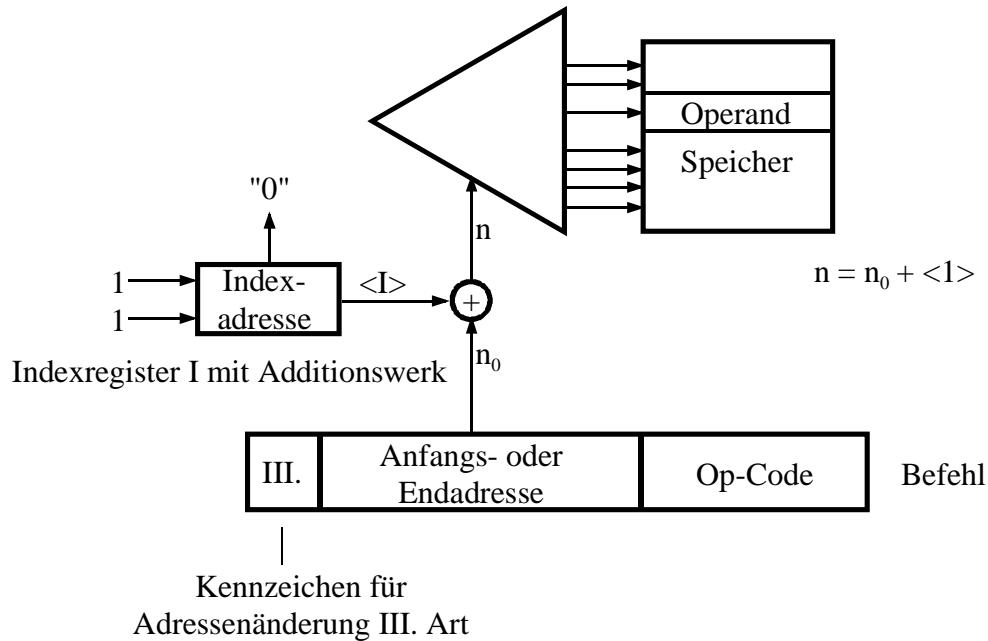 Operand
Speicher
"0"
n
n = n₀ + <1>
1
1
Index-
adresse
<I>
+
Indexregister I mit Additionswerk
n₀
III.
Anfangs- oder
Endadresse
Op-Code
Befehl
Kennzeichen für
Adressenänderung III. Art